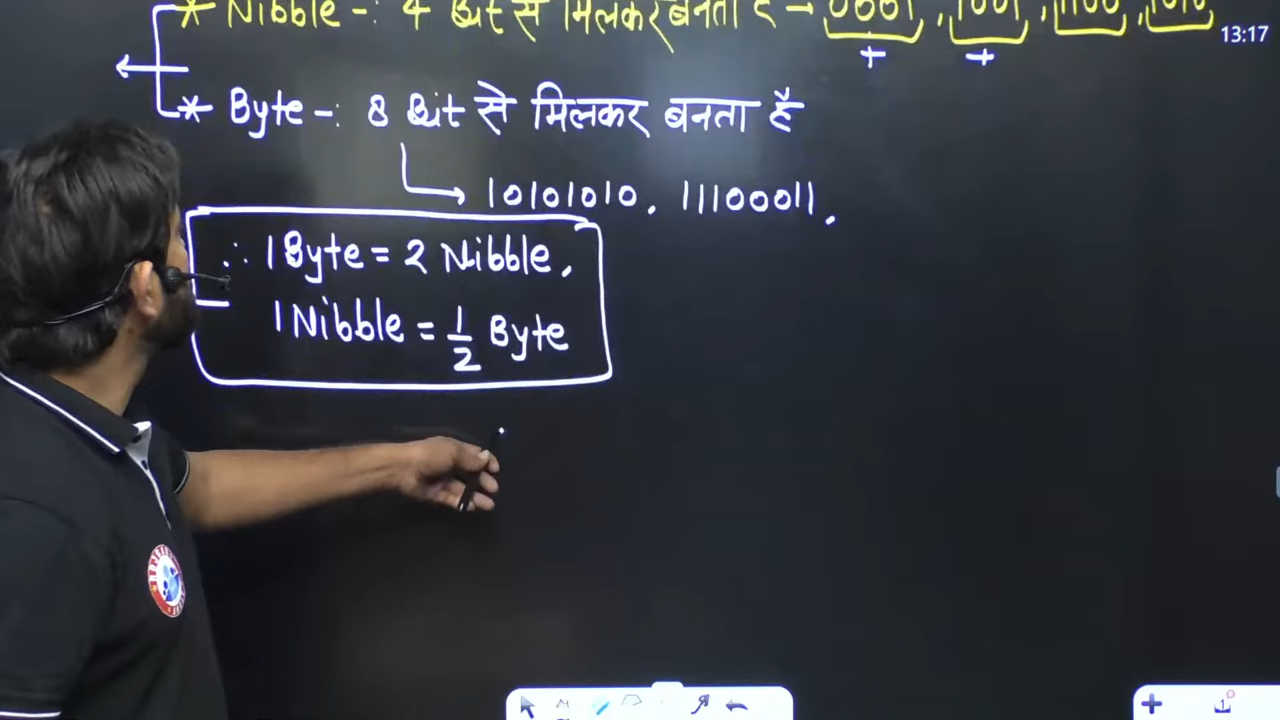 * Nibble -: 4 Bit से मिलकर बनता है → 0001, 1001, 1100, 1010
13:17
* Byte -: 8 Bit से मिलकर बनता है
10101010, 11100011,
∴ 1 Byte = 2 Nibble,
1 Nibble = 1/2 Byte